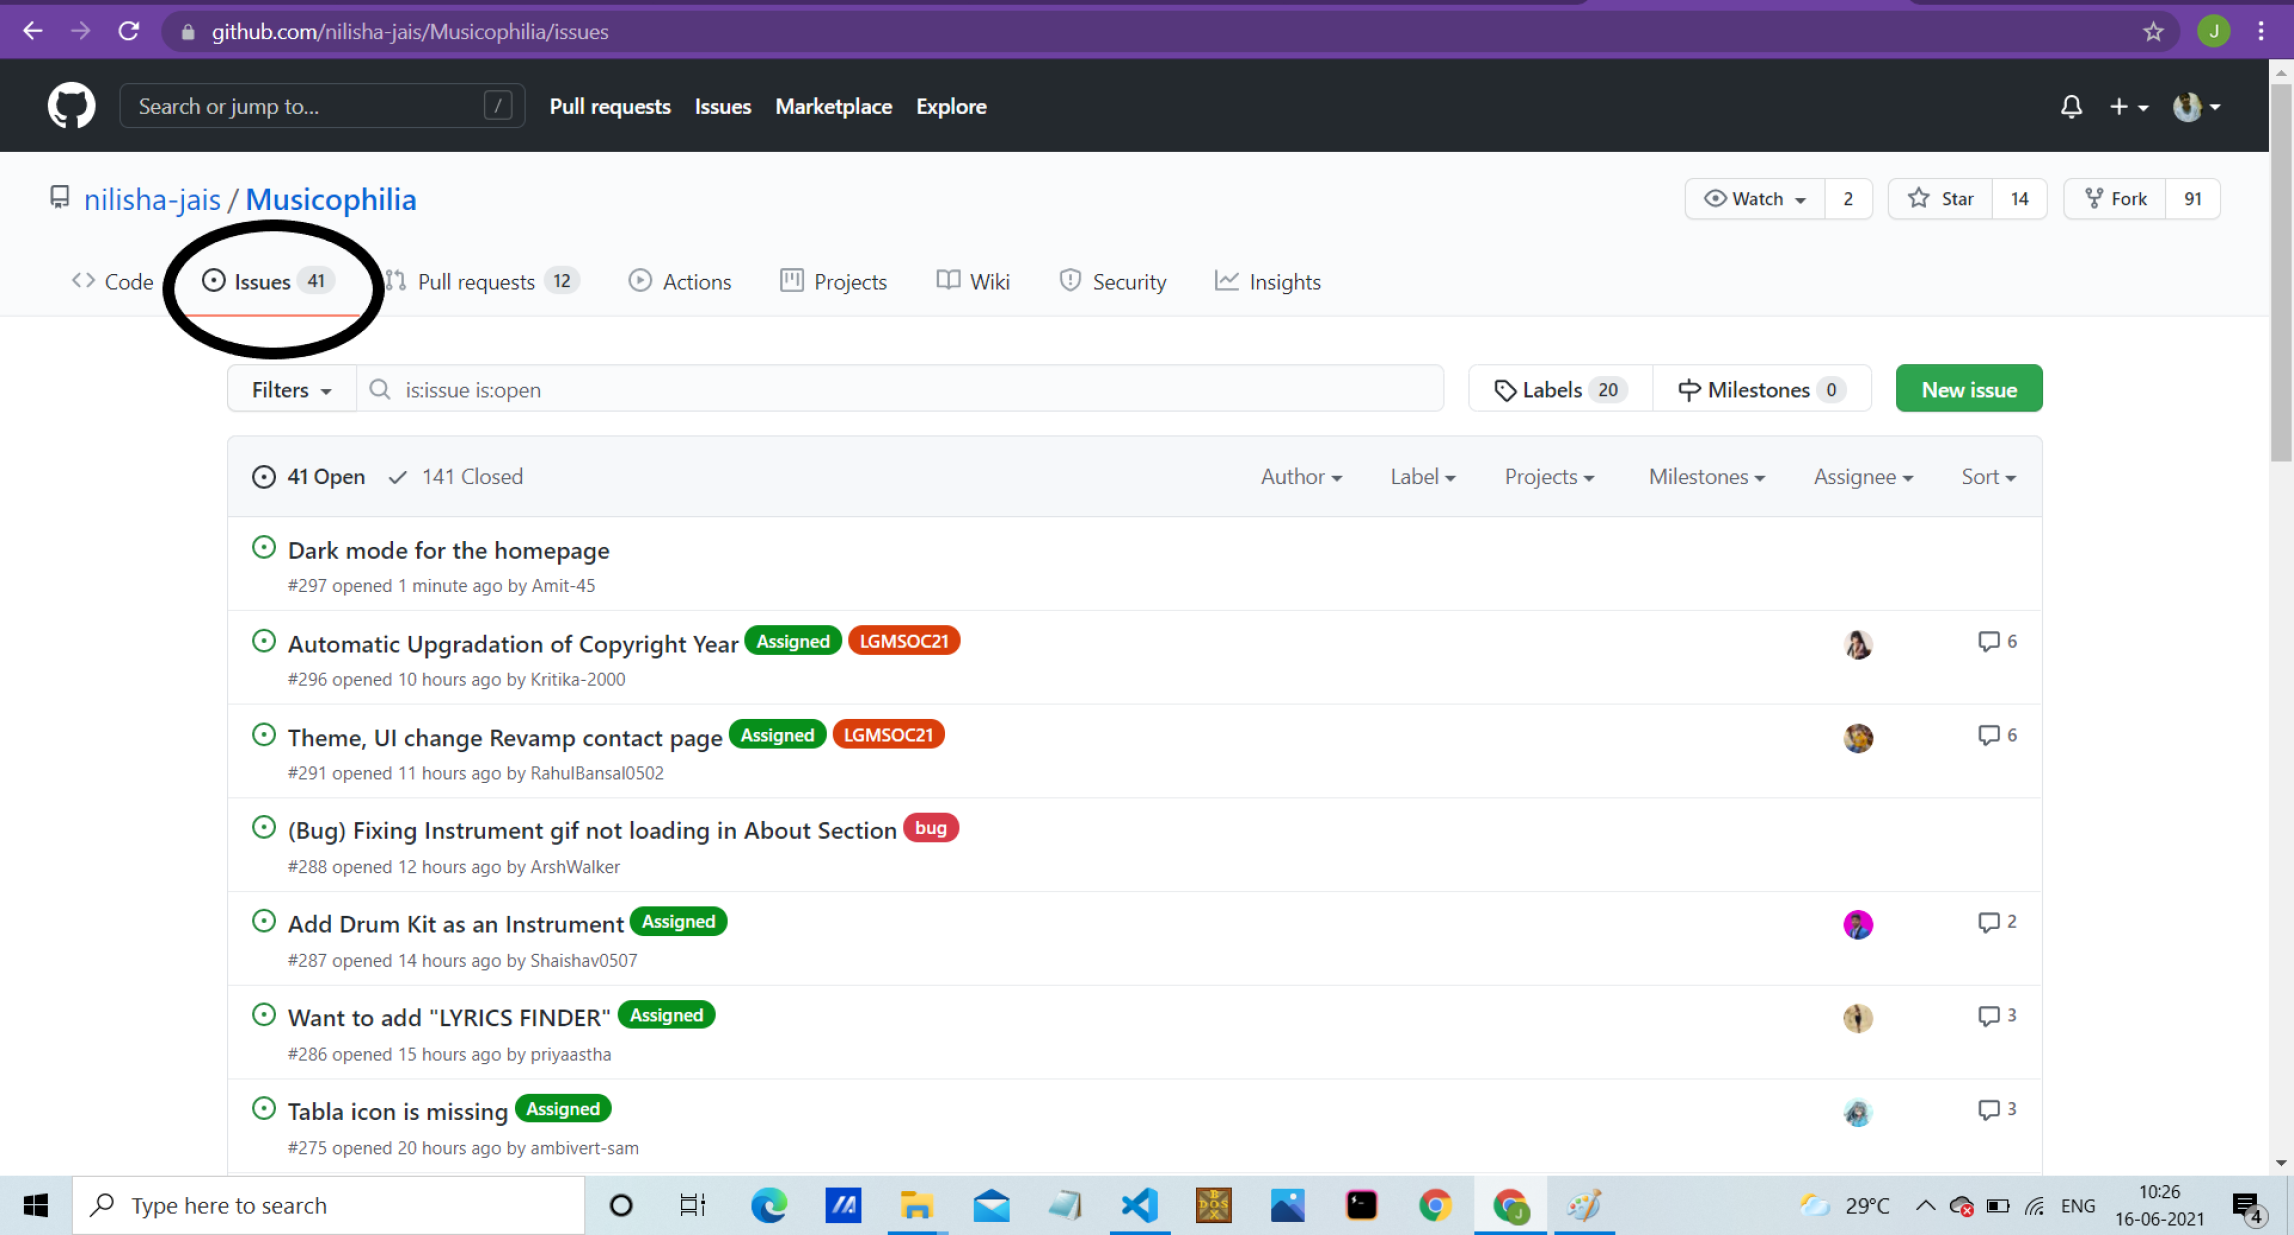 github.com/nilisha-jais/Musicophilia/issues
J
Search or jump to... /
Pull requests Issues Marketplace Explore
nilisha-jais / Musicophilia
Watch 2 Star 14 Fork 91
Code Issues 41 Pull requests 12 Actions Projects Wiki Security Insights
Filters is:issue is:open Labels 20 Milestones 0 New issue
41 Open 141 Closed Author Label Projects Milestones Assignee Sort
Dark mode for the homepage
#297 opened 1 minute ago by Amit-45
Automatic Upgradation of Copyright Year Assigned LGMSOC21 6
#296 opened 10 hours ago by Kritika-2000
Theme, UI change Revamp contact page Assigned LGMSOC21 6
#291 opened 11 hours ago by RahulBansal0502
(Bug) Fixing Instrument gif not loading in About Section bug
#288 opened 12 hours ago by ArshWalker
Add Drum Kit as an Instrument Assigned 2
#287 opened 14 hours ago by Shaishav0507
Want to add "LYRICS FINDER" Assigned 3
#286 opened 15 hours ago by priyaastha
Tabla icon is missing Assigned 3
#275 opened 20 hours ago by ambivert-sam
Type here to search 29°C ENG 10:26
16-06-2021
4